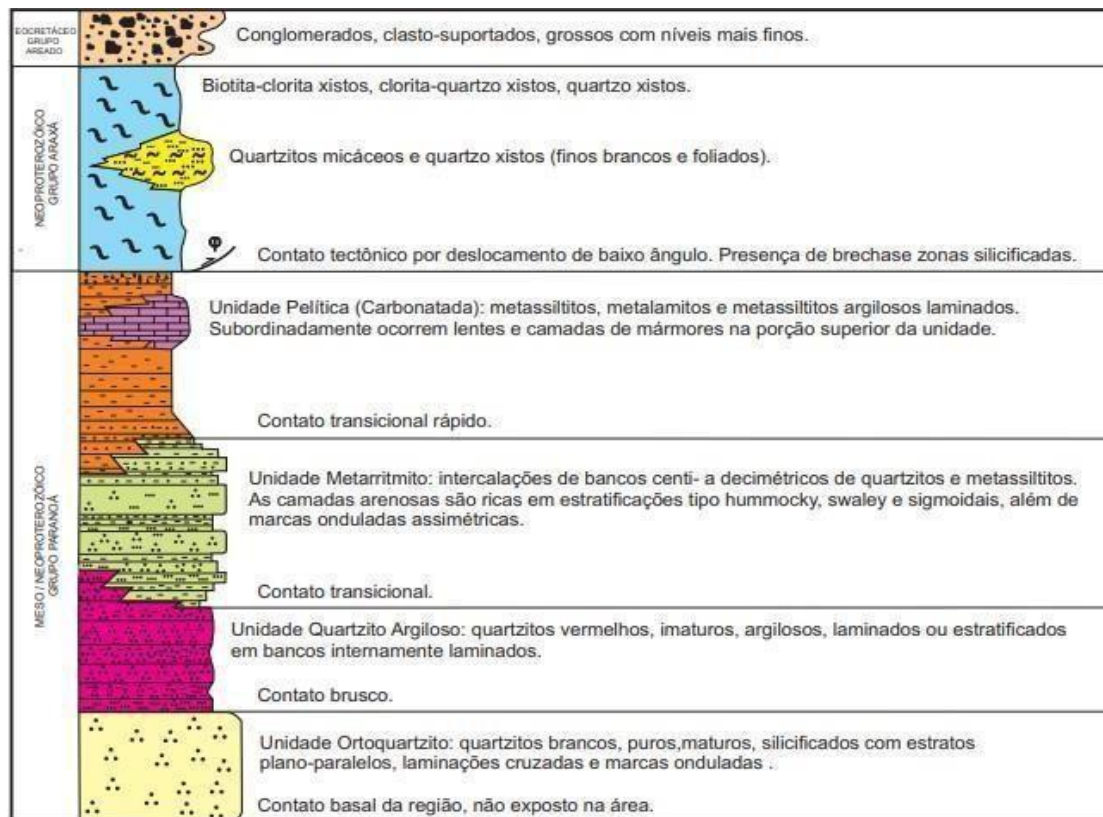 EOCRETÁCEO
GRUPO
AREADO
Conglomerados, clasto-suportados, grossos com níveis mais finos.
NEOPROTEROZÓICO
GRUPO ARAXÁ
Biotita-clorita xistos, clorita-quartzo xistos, quartzo xistos.
Quartzitos micáceos e quartzo xistos (finos brancos e foliados).
Contato tectônico por deslocamento de baixo ângulo. Presença de brechase zonas silicificadas.
MESO / NEOPROTEROZÓICO
GRUPO PARANOÁ
Unidade Pelítica (Carbonatada): metassiltitos, metalamitos e metassiltitos argilosos laminados.
Subordinadamente ocorrem lentes e camadas de mármores na porção superior da unidade.
Contato transicional rápido.
Unidade Metarritmito: intercalações de bancos centi- a decimétricos de quartzitos e metassiltitos.
As camadas arenosas são ricas em estratificações tipo hummocky, swaley e sigmoidais, além de
marcas onduladas assimétricas.
Contato transicional.
Unidade Quartzito Argiloso: quartzitos vermelhos, imaturos, argilosos, laminados ou estratificados
em bancos internamente laminados.
Contato brusco.
Unidade Ortoquartzito: quartzitos brancos, puros,maturos, silicificados com estratos
plano-paralelos, laminações cruzadas e marcas onduladas .
Contato basal da região, não exposto na área.